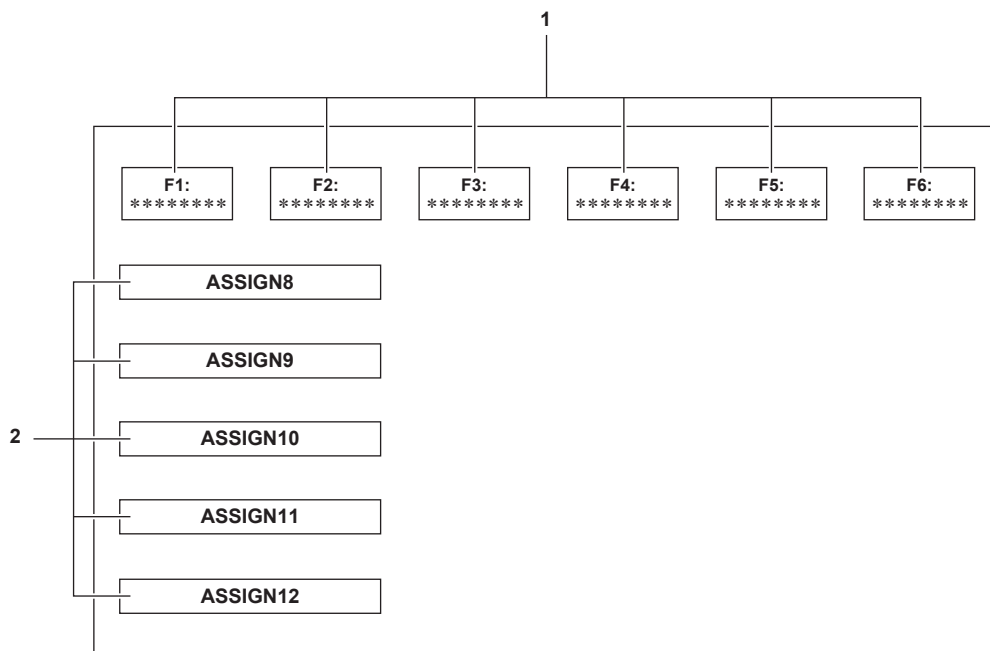 1
F1: F2: F3: F4: F5: F6:
******** ******** ******** ******** ******** ********
ASSIGN8
ASSIGN9
2 ASSIGN10
ASSIGN11
ASSIGN12